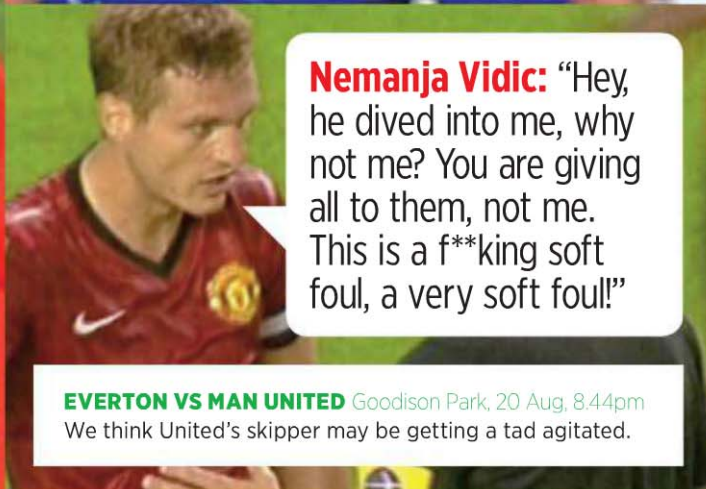 Nemanja Vidic: “Hey,
he dived into me, why
not me? You are giving
all to them, not me.
This is a f**king soft
foul, a very soft foul!”
EVERTON VS MAN UNITED Goodison Park, 20 Aug, 8.44pm
We think United’s skipper may be getting a tad agitated.